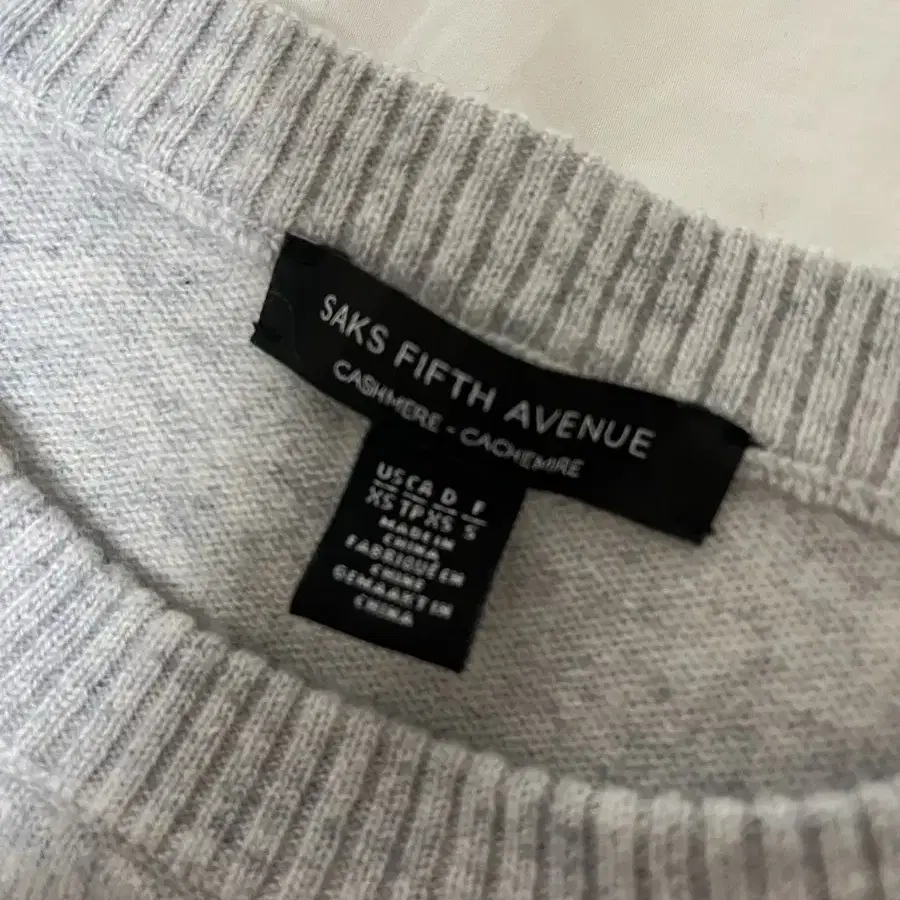 SAKS FIFTH AVENUE
CASHMERE - CACHEMIRE
US CA D F
XS TP XS S
MADE IN
CHINA
FABRIQUÉ EN
CHINE
GEMAAKT IN
CHINA